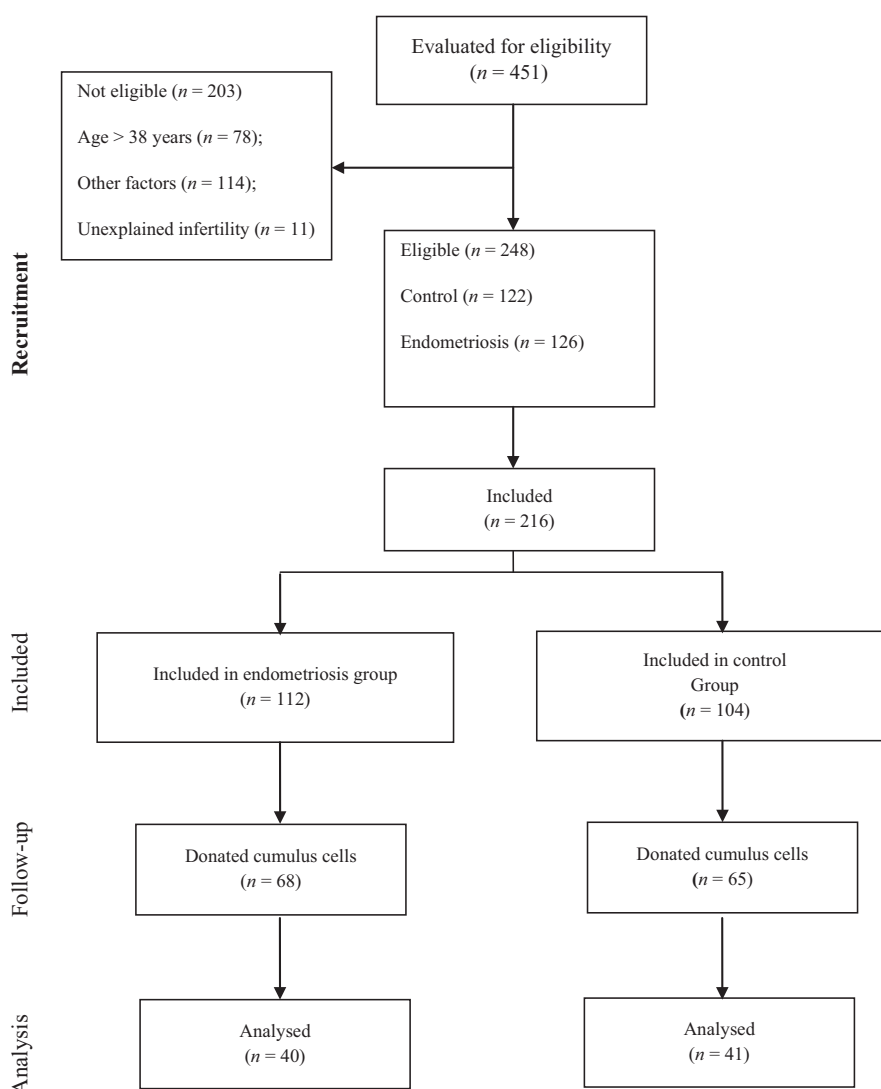 Evaluated for eligibility
(n = 451)
Not eligible (n = 203)
Age > 38 years (n = 78);
Other factors (n = 114);
Unexplained infertility (n = 11)
Recruitment
Eligible (n = 248)
Control (n = 122)
Endometriosis (n = 126)
Included
(n = 216)
Included
Included in endometriosis group
(n = 112)
Included in control
Group
(n = 104)
Follow-up
Donated cumulus cells
(n = 68)
Donated cumulus cells
(n = 65)
Analysis
Analysed
(n = 40)
Analysed
(n = 41)